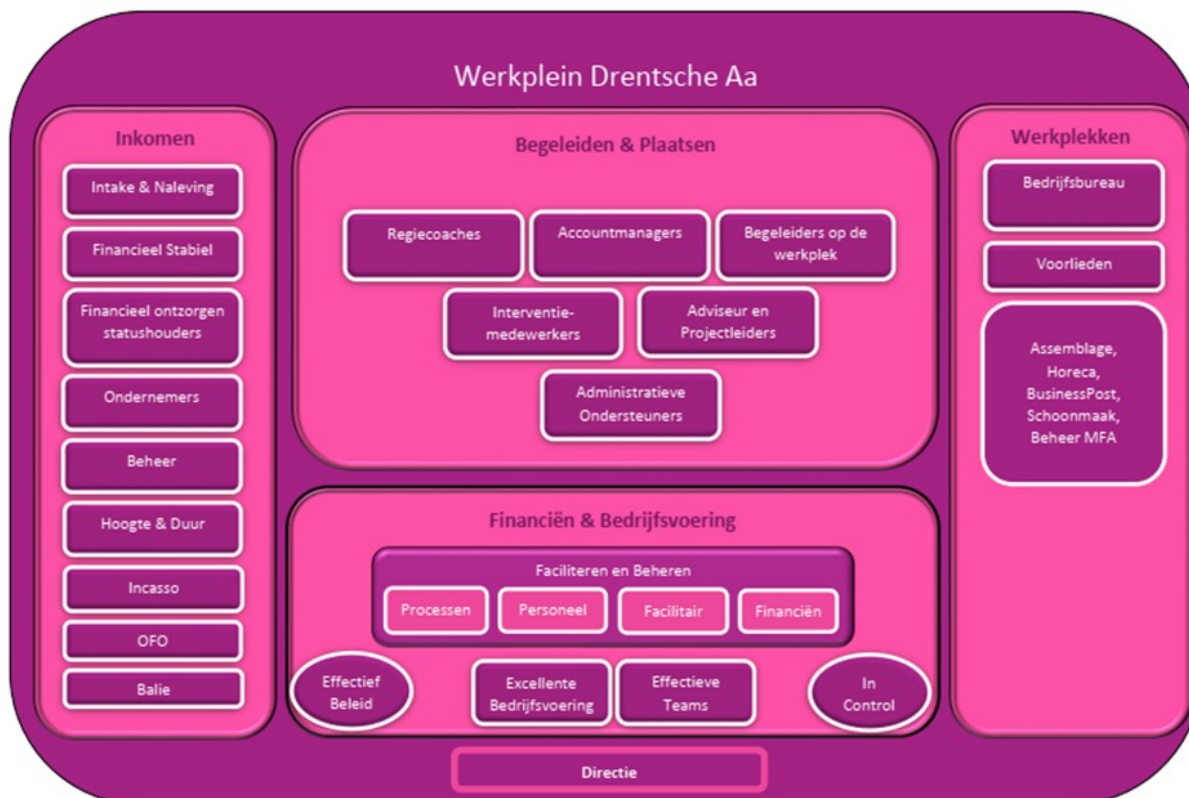 Werkplein Drentsche Aa
Inkomen
Intake & Naleving
Financieel Stabiel
Financieel ontzorgen
statushouders
Ondernemers
Beheer
Hoogte & Duur
Incasso
OFO
Balie
Begeleiden & Plaatsen
Regiecoaches
Accountmanagers
Begeleiders op de
werkplek
Interventie-
medewerkers
Adviseur en
Projectleiders
Administratieve
Ondersteuners
Financiën & Bedrijfsvoering
Faciliteren en Beheren
Processen
Personeel
Facilitair
Financiën
Effectief
Beleid
Excellente
Bedrijfsvoering
Effectieve
Teams
In
Control
Werkplekken
Bedrijfsbureau
Voorlieden
Assemblage,
Horeca,
BusinessPost,
Schoonmaak,
Beheer MFA
Directie